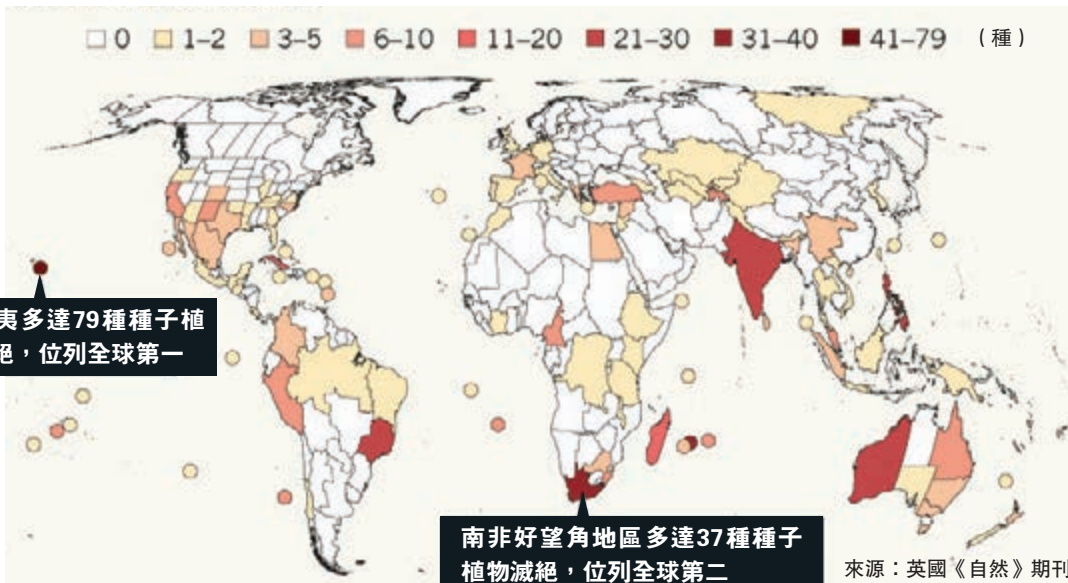 0 1–2 3–5 6–10 11–20 21–30 31–40 41–79 (種)
夷多達79種種子植
絕，位列全球第一
南非好望角地區多達37種種子
植物滅絕，位列全球第二
來源：英國《自然》期刊